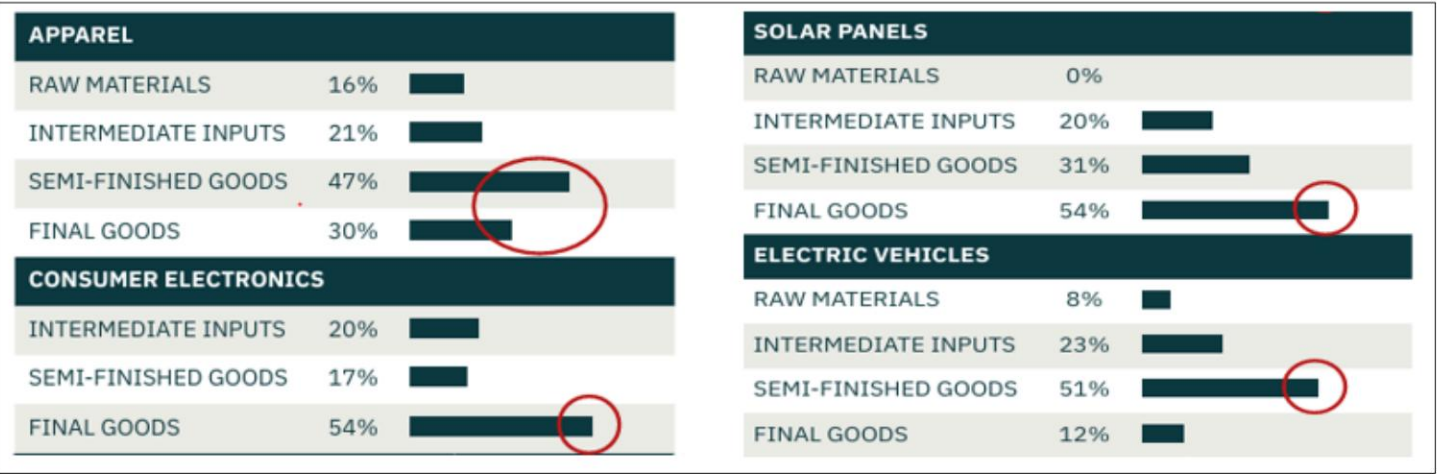 APPAREL
RAW MATERIALS 16%
INTERMEDIATE INPUTS 21%
SEMI-FINISHED GOODS 47%
FINAL GOODS 30%
CONSUMER ELECTRONICS
INTERMEDIATE INPUTS 20%
SEMI-FINISHED GOODS 17%
FINAL GOODS 54%
SOLAR PANELS
RAW MATERIALS 0%
INTERMEDIATE INPUTS 20%
SEMI-FINISHED GOODS 31%
FINAL GOODS 54%
ELECTRIC VEHICLES
RAW MATERIALS 8%
INTERMEDIATE INPUTS 23%
SEMI-FINISHED GOODS 51%
FINAL GOODS 12%